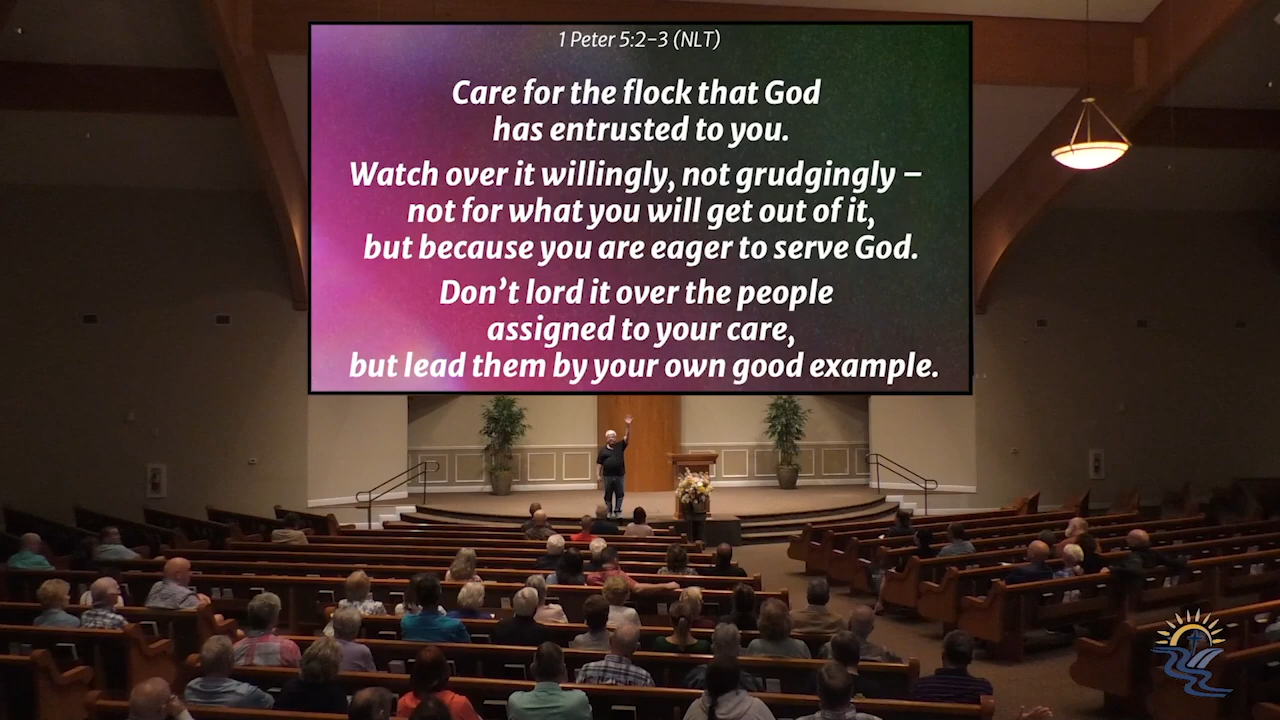 1 Peter 5:2–3 (NLT)
Care for the flock that God
has entrusted to you.
Watch over it willingly, not grudgingly –
not for what you will get out of it,
but because you are eager to serve God.
Don’t lord it over the people
assigned to your care,
but lead them by your own good example.